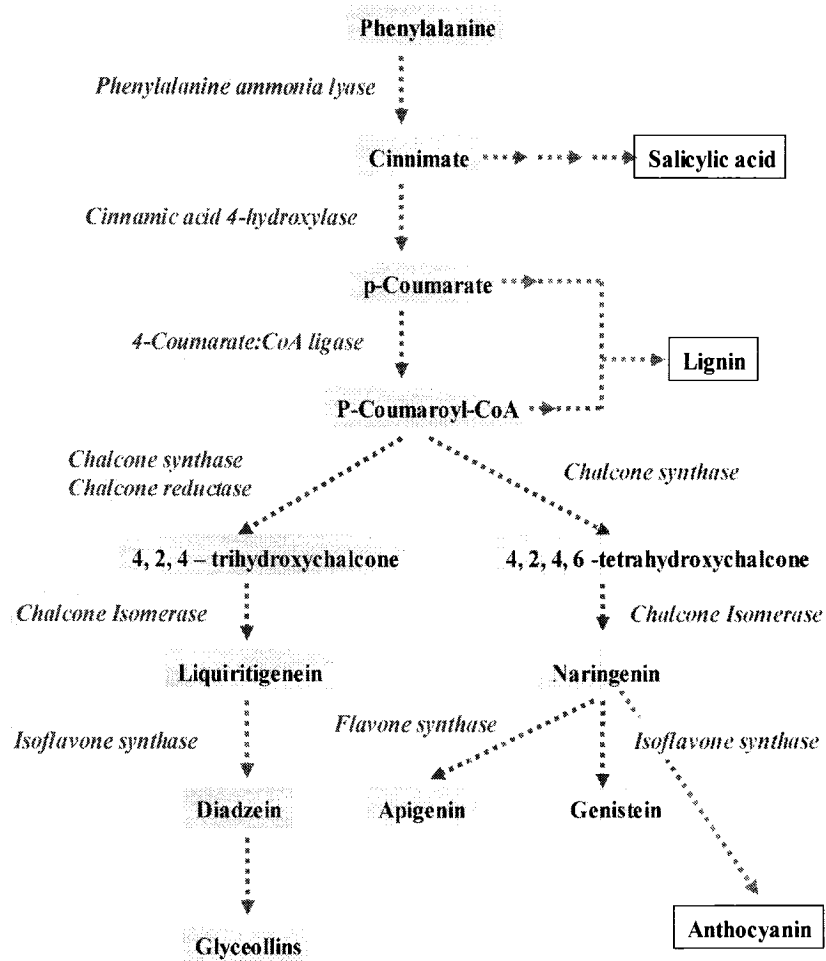 Phenylalanine
Phenylalanine ammonia lyase
Cinnimate
Salicylic acid
Cinnamic acid 4-hydroxylase
p-Coumarate
4-Coumarate:CoA ligase
Lignin
P-Coumaroyl-CoA
Chalcone synthase
Chalcone reductase
Chalcone synthase
4, 2, 4 – trihydroxychalcone
4, 2, 4, 6 -tetrahydroxychalcone
Chalcone Isomerase
Chalcone Isomerase
Liquiritigenein
Naringenin
Isoflavone synthase
Flavone synthase
Isoflavone synthase
Diadzein
Apigenin
Genistein
Glyceollins
Anthocyanin